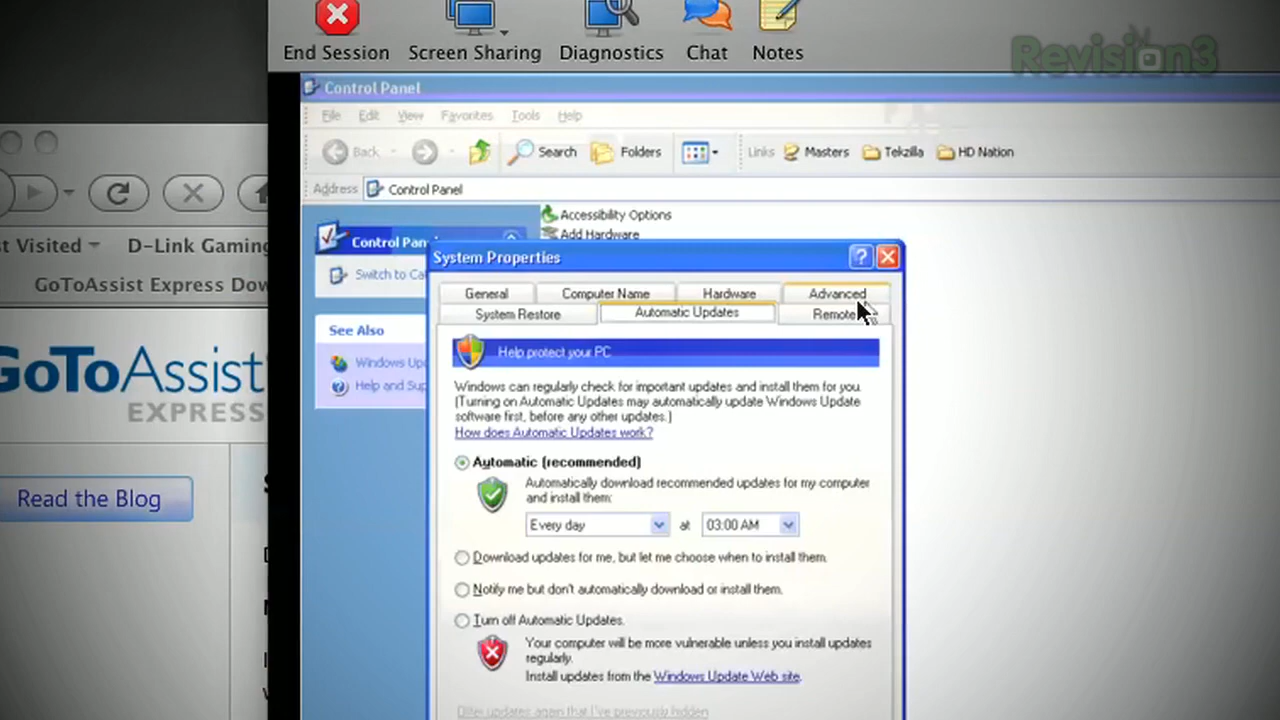 End Session
Screen Sharing
Diagnostics
Chat
Notes
Revision3
Control Panel
File Edit View Favorites Tools Help
Back
Search
Folders
Links
Masters
Tekzilla
HD Nation
Address
Control Panel
Accessibility Options
Add Hardware
Control Pan
Switch to Ca
See Also
Windows Up
Help and Sup
st Visited
D-Link Gaming
GoToAssist Express Dow
GoToAssist
EXPRESS
Read the Blog
System Properties
General
Computer Name
Hardware
Advanced
System Restore
Automatic Updates
Remote
Help protect your PC
Windows can regularly check for important updates and install them for you.
(Turning on Automatic Updates may automatically update Windows Update
software first, before any other updates.)
How does Automatic Updates work?
Automatic (recommended)
Automatically download recommended updates for my computer
and install them:
Every day at 03:00 AM
Download updates for me, but let me choose when to install them.
Notify me but don't automatically download or install them.
Turn off Automatic Updates.
Your computer will be more vulnerable unless you install updates
regularly.
Install updates from the Windows Update Web site.
Offer updates again that I've previously hidden